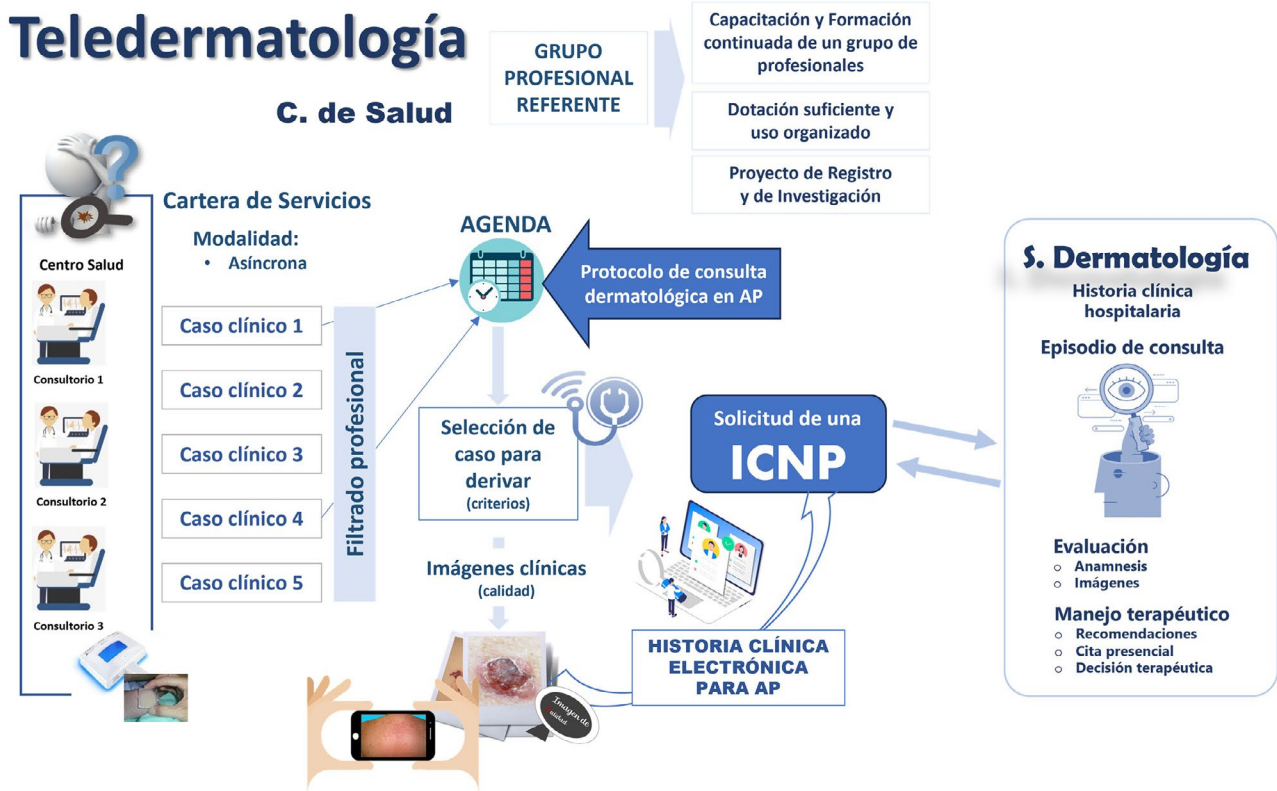 Teledermatología
C. de Salud
GRUPO
PROFESIONAL
REFERENTE
Capacitación y Formación
continuada de un grupo de
profesionales
Dotación suficiente y
uso organizado
Proyecto de Registro
y de Investigación
Centro Salud
Consultorio 1
Consultorio 2
Consultorio 3
Cartera de Servicios
Modalidad:
• Asíncrona
Caso clínico 1
Caso clínico 2
Caso clínico 3
Caso clínico 4
Caso clínico 5
Filtrado profesional
AGENDA
Protocolo de consulta
dermatológica en AP
Selección de
caso para
derivar
(criterios)
Imágenes clínicas
(calidad)
Imagen de
calidad
Solicitud de una
ICNP
HISTORIA CLÍNICA
ELECTRÓNICA
PARA AP
S. Dermatología
Historia clínica
hospitalaria
Episodio de consulta
Evaluación
o Anamnesis
o Imágenes
Manejo terapéutico
o Recomendaciones
o Cita presencial
o Decisión terapéutica